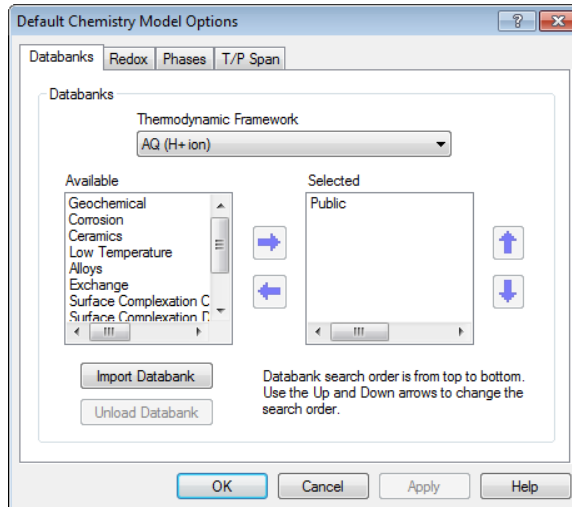 Default Chemistry Model Options
Databanks Redox Phases T/P Span
Databanks
Thermodynamic Framework
AQ (H+ ion)
Available Selected
Geochemical Public
Corrosion
Ceramics
Low Temperature
Alloys
Exchange
Surface Complexation C
Surface Complexation D
Import Databank
Unload Databank
Databank search order is from top to bottom.
Use the Up and Down arrows to change the
search order.
OK Cancel Apply Help